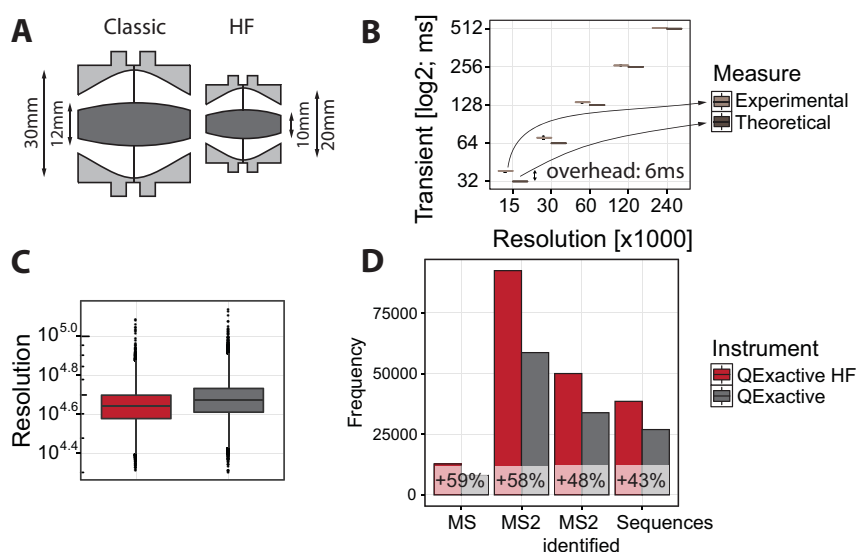 A
Classic
HF
30mm
12mm
10mm
20mm
B
Transient [log2; ms]
512
256
128
64
32
overhead: 6ms
15
30
60
120
240
Resolution [x1000]
Measure
Experimental
Theoretical
C
Resolution
10^5.0
10^4.8
10^4.6
10^4.4
D
Frequency
75000
50000
25000
0
+59%
+58%
+48%
+43%
MS
MS2
MS2
identified
Sequences
Instrument
QExactive HF
QExactive